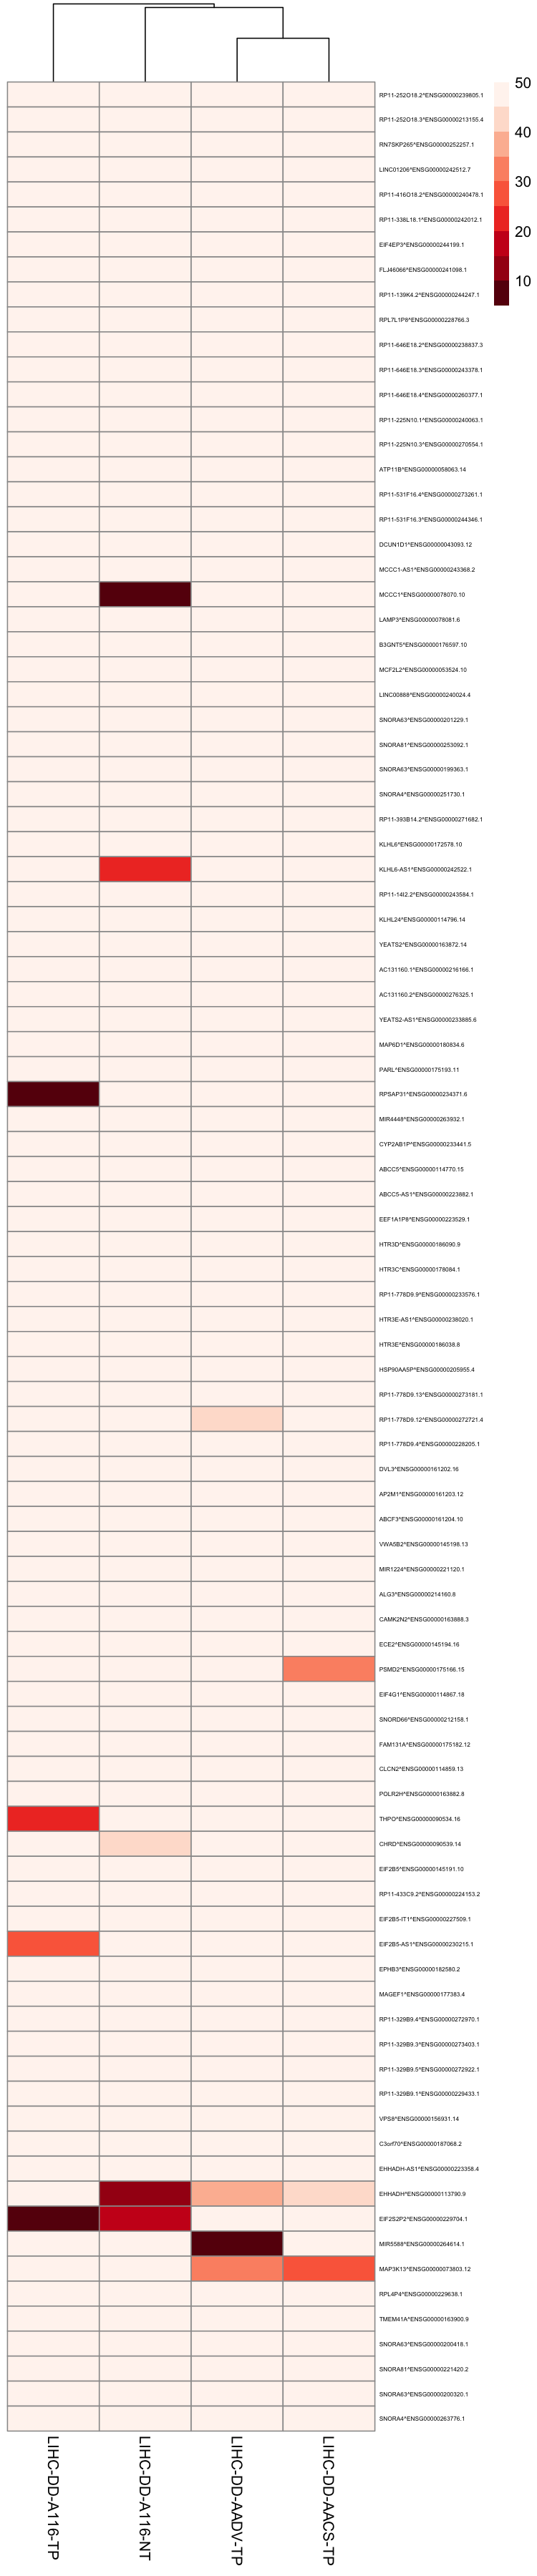 50
40
30
20
10
RP11-252O18.2^ENSG00000239805.1
RP11-252O18.3^ENSG00000213155.4
RN7SKP265^ENSG00000252257.1
LINC01206^ENSG00000242512.7
RP11-416O18.2^ENSG00000240478.1
RP11-338L18.1^ENSG00000242012.1
EIF4EP3^ENSG00000244199.1
FLJ46066^ENSG00000241098.1
RP11-139K4.2^ENSG00000244247.1
RPL7L1P8^ENSG00000228766.3
RP11-646E18.2^ENSG00000238837.3
RP11-646E18.3^ENSG00000243378.1
RP11-646E18.4^ENSG00000260377.1
RP11-225N10.1^ENSG00000240063.1
RP11-225N10.3^ENSG00000270554.1
ATP11B^ENSG00000058063.14
RP11-531F16.4^ENSG00000273261.1
RP11-531F16.3^ENSG00000244346.1
DCUN1D1^ENSG00000043093.12
MCCC1-AS1^ENSG00000243368.2
MCCC1^ENSG00000078070.10
LAMP3^ENSG00000078081.6
B3GNT5^ENSG00000176597.10
MCF2L2^ENSG00000053524.10
LINC00888^ENSG00000240024.4
SNORA63^ENSG00000201229.1
SNORA81^ENSG00000253092.1
SNORA63^ENSG00000199363.1
SNORA4^ENSG00000251730.1
RP11-393B14.2^ENSG00000271682.1
KLHL6^ENSG00000172578.10
KLHL6-AS1^ENSG00000242522.1
RP11-14I2.2^ENSG00000243584.1
KLHL24^ENSG00000114796.14
YEATS2^ENSG00000163872.14
AC131160.1^ENSG00000216166.1
AC131160.2^ENSG00000276325.1
YEATS2-AS1^ENSG00000233885.6
MAP6D1^ENSG00000180834.6
PARL^ENSG00000175193.11
RPSAP31^ENSG00000234371.6
MIR4448^ENSG00000263932.1
CYP2AB1P^ENSG00000233441.5
ABCC5^ENSG00000114770.15
ABCC5-AS1^ENSG00000223882.1
EEF1A1P8^ENSG00000223529.1
HTR3D^ENSG00000186090.9
HTR3C^ENSG00000178084.1
RP11-778D9.9^ENSG00000233576.1
HTR3E-AS1^ENSG00000238020.1
HTR3E^ENSG00000186038.8
HSP90AA5P^ENSG00000205955.4
RP11-778D9.13^ENSG00000273181.1
RP11-778D9.12^ENSG00000272721.4
RP11-778D9.4^ENSG00000228205.1
DVL3^ENSG00000161202.16
AP2M1^ENSG00000161203.12
ABCF3^ENSG00000161204.10
VWA5B2^ENSG00000145198.13
MIR1224^ENSG00000221120.1
ALG3^ENSG00000214160.8
CAMK2N2^ENSG00000163888.3
ECE2^ENSG00000145194.16
PSMD2^ENSG00000175166.15
EIF4G1^ENSG00000114867.18
SNORD66^ENSG00000212158.1
FAM131A^ENSG00000175182.12
CLCN2^ENSG00000114859.13
POLR2H^ENSG00000163882.8
THPO^ENSG00000090534.16
CHRD^ENSG00000090539.14
EIF2B5^ENSG00000145191.10
RP11-433C9.2^ENSG00000224153.2
EIF2B5-IT1^ENSG00000227509.1
EIF2B5-AS1^ENSG00000230215.1
EPHB3^ENSG00000182580.2
MAGEF1^ENSG00000177383.4
RP11-329B9.4^ENSG00000272970.1
RP11-329B9.3^ENSG00000273403.1
RP11-329B9.5^ENSG00000272922.1
RP11-329B9.1^ENSG00000229433.1
VPS8^ENSG00000156931.14
C3orf70^ENSG00000187068.2
EHHADH-AS1^ENSG00000223358.4
EHHADH^ENSG00000113790.9
EIF2S2P2^ENSG00000229704.1
MIR5588^ENSG00000264614.1
MAP3K13^ENSG00000073803.12
RPL4P4^ENSG00000229638.1
TMEM41A^ENSG00000163900.9
SNORA63^ENSG00000200418.1
SNORA81^ENSG00000221420.2
SNORA63^ENSG00000200320.1
SNORA4^ENSG00000263776.1
LIHC-DD-A116-TP
LIHC-DD-A116-NT
LIHC-DD-AADV-TP
LIHC-DD-AACS-TP